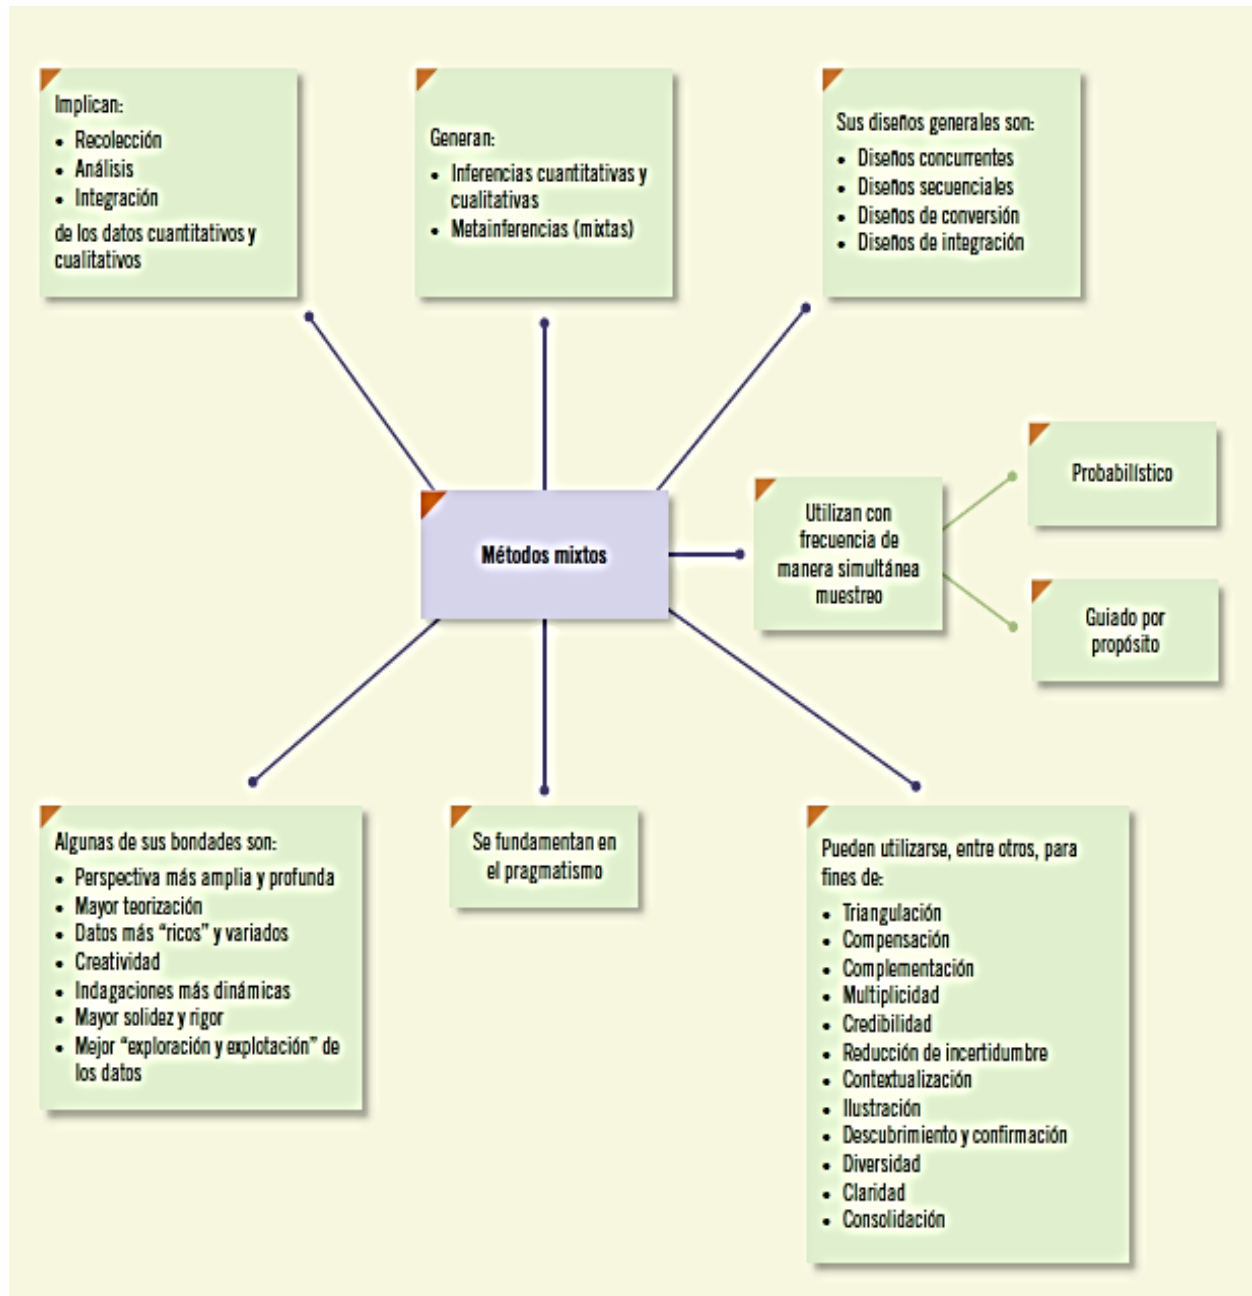 Implican:
• Recolección
• Análisis
• Integración
de los datos cuantitativos y
cualitativos
Generan:
• Inferencias cuantitativas y
cualitativas
• Metainferencias (mixtas)
Sus diseños generales son:
• Diseños concurrentes
• Diseños secuenciales
• Diseños de conversión
• Diseños de integración
Métodos mixtos
Utilizan con
frecuencia de
manera simultánea
muestreo
Probabilístico
Guiado por
propósito
Algunas de sus bondades son:
• Perspectiva más amplia y profunda
• Mayor teorización
• Datos más “ricos” y variados
• Creatividad
• Indagaciones más dinámicas
• Mayor solidez y rigor
• Mejor “exploración y explotación” de
los datos
Se fundamentan en
el pragmatismo
Pueden utilizarse, entre otros, para
fines de:
• Triangulación
• Compensación
• Complementación
• Multiplicidad
• Credibilidad
• Reducción de incertidumbre
• Contextualización
• Ilustración
• Descubrimiento y confirmación
• Diversidad
• Claridad
• Consolidación